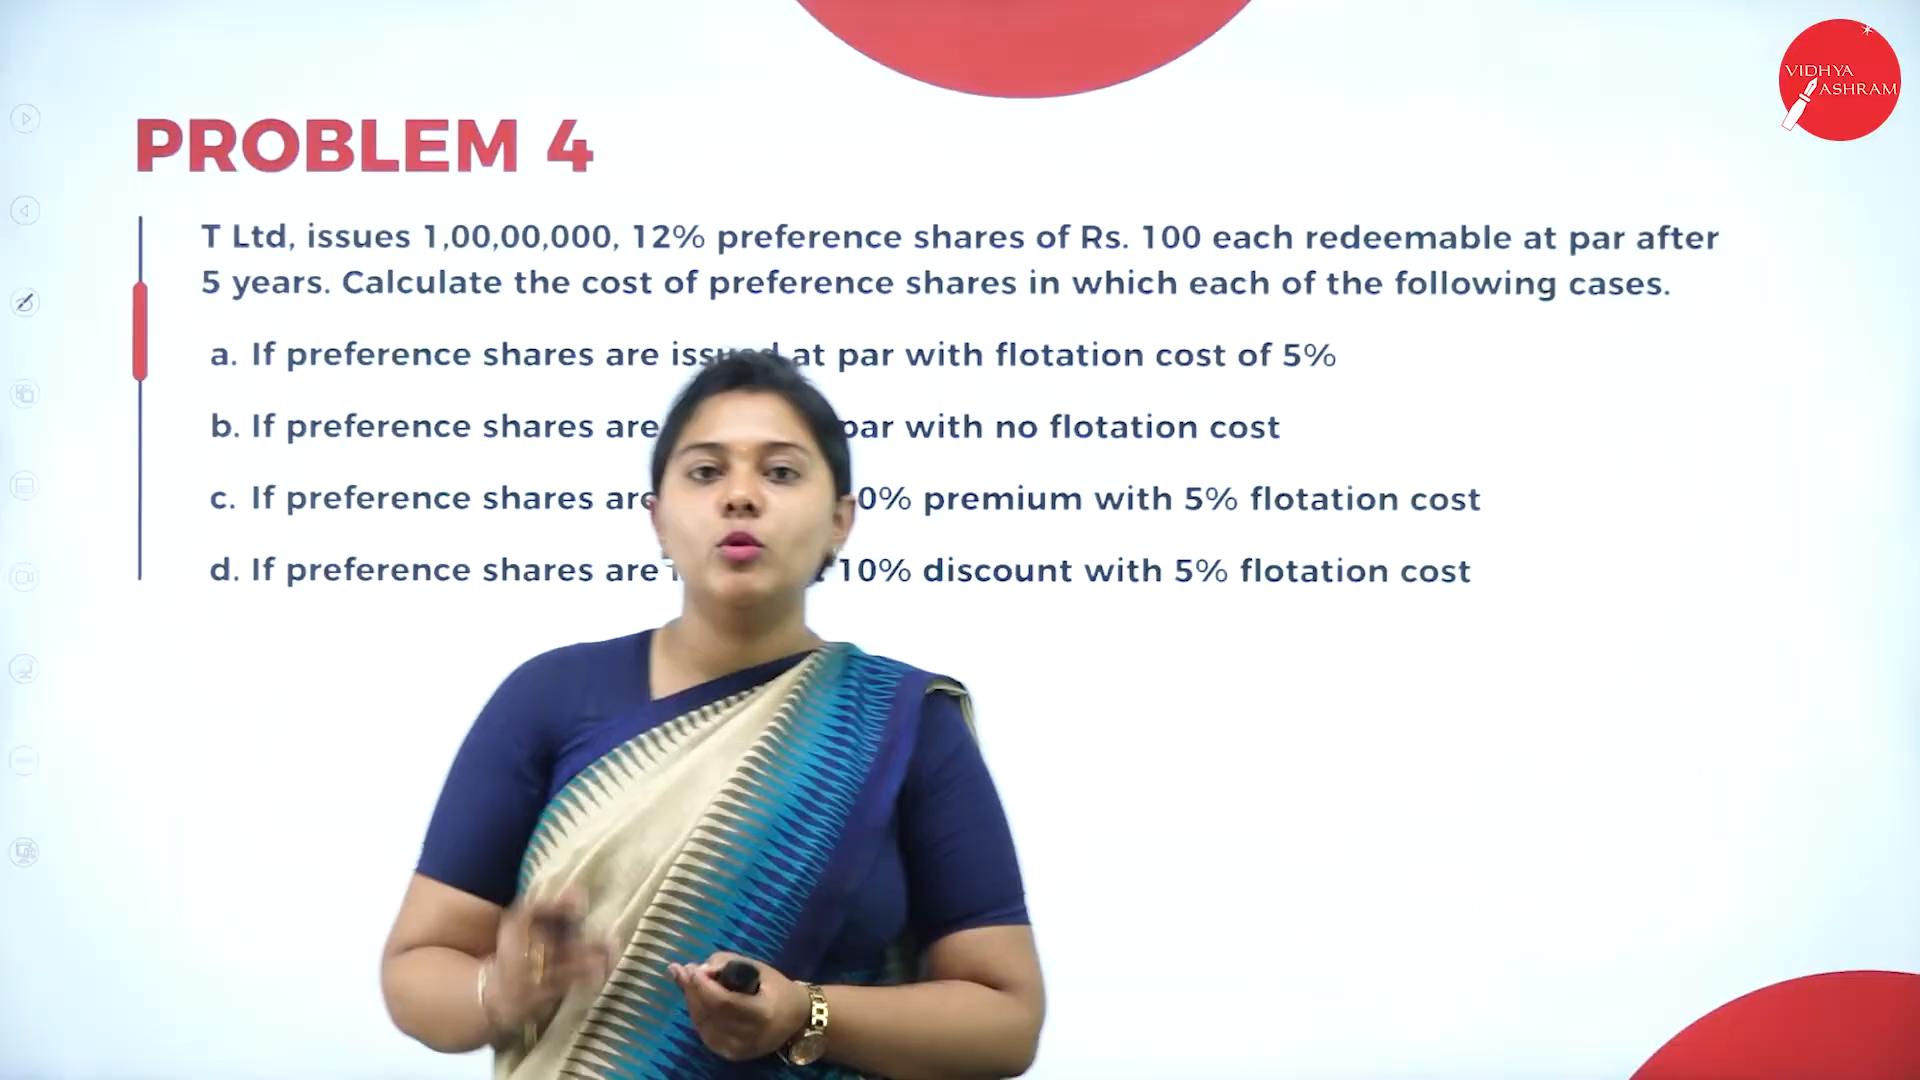 VIDHYA
ASHRAM
PROBLEM 4
T Ltd, issues 1,00,00,000, 12% preference shares of Rs. 100 each redeemable at par after
5 years. Calculate the cost of preference shares in which each of the following cases.
a. If preference shares are issued at par with flotation cost of 5%
b. If preference shares are par with no flotation cost
c. If preference shares are 0% premium with 5% flotation cost
d. If preference shares are 10% discount with 5% flotation cost